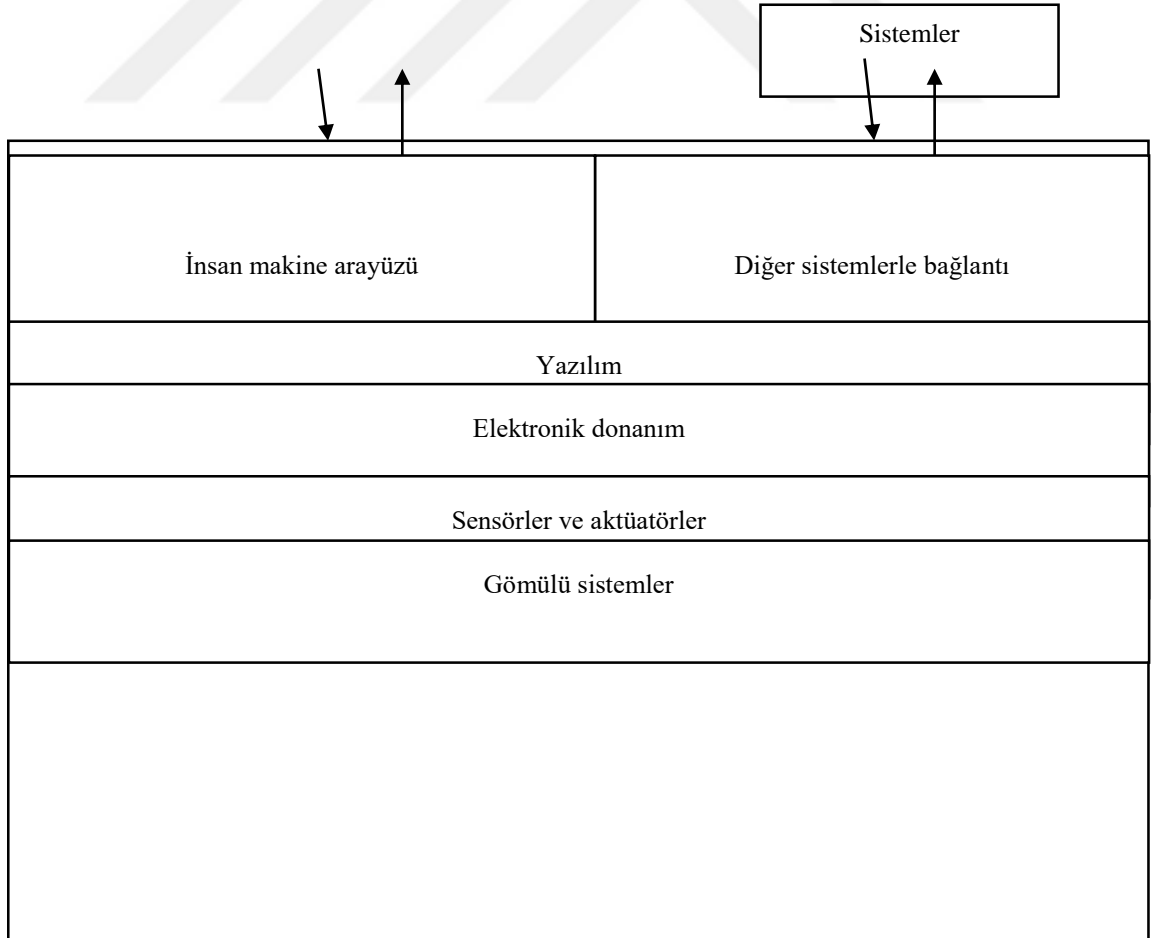 Sistemler
İnsan makine arayüzü
Diğer sistemlerle bağlantı
Yazılım
Elektronik donanım
Sensörler ve aktüatörler
Gömülü sistemler